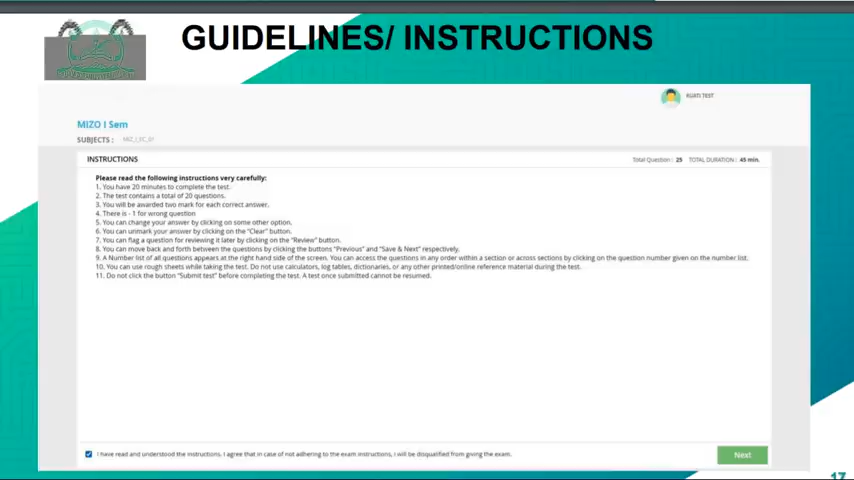 GUIDELINES/ INSTRUCTIONS
KUATI TEST
MIZO I Sem
SUBJECTS :
INSTRUCTIONS
Total Question : 25 TOTAL DURATION : 45 min.
Please read the following instructions very carefully:
1. You have 20 minutes to complete the test.
2. The test contains a total of 20 questions.
3. You will be awarded two mark for each correct answer.
4. There is - 1 for wrong question
5. You can change your answer by clicking on some other option.
6. You can unmark your answer by clicking on the "Clear" button.
7. You can flag a question for reviewing it later by clicking on the "Review" button.
8. You can move back and forth between the questions by clicking the buttons "Previous" and "Save & Next" respectively.
9. A Number list of all questions appears at the right hand side of the screen. You can access the questions in any order within a section or across sections by clicking on the question number given on the number list.
10. You can use rough sheets while taking the test. Do not use calculators, log tables, dictionaries, or any other printed/online reference material during the test.
11. Do not click the button "Submit test" before completing the test. A test once submitted cannot be resumed.
I have read and understood the instructions. I agree that in case of not adhering to the exam instructions, I will be disqualified from giving the exam.
Next
17